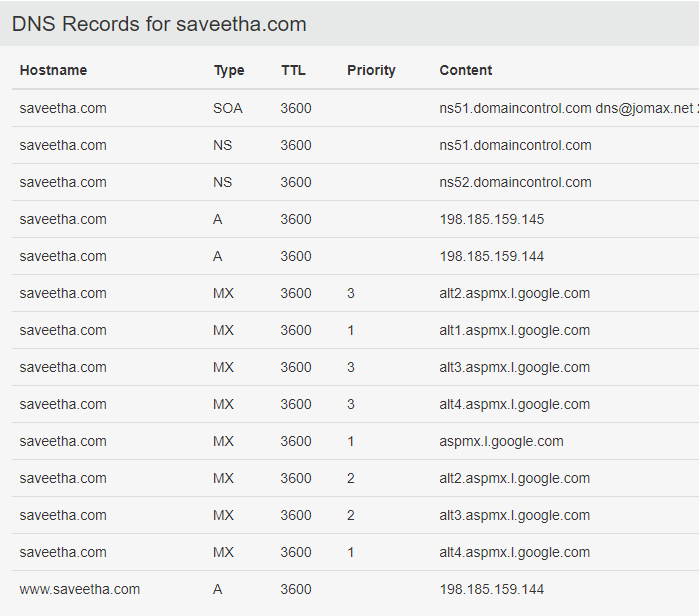 DNS Records for saveetha.com
Hostname Type TTL Priority Content
saveetha.com SOA 3600 ns51.domaincontrol.com dns@jomax.net
saveetha.com NS 3600 ns51.domaincontrol.com
saveetha.com NS 3600 ns52.domaincontrol.com
saveetha.com A 3600 198.185.159.145
saveetha.com A 3600 198.185.159.144
saveetha.com MX 3600 3 alt2.aspmx.l.google.com
saveetha.com MX 3600 1 alt1.aspmx.l.google.com
saveetha.com MX 3600 3 alt3.aspmx.l.google.com
saveetha.com MX 3600 3 alt4.aspmx.l.google.com
saveetha.com MX 3600 1 aspmx.l.google.com
saveetha.com MX 3600 2 alt2.aspmx.l.google.com
saveetha.com MX 3600 2 alt3.aspmx.l.google.com
saveetha.com MX 3600 1 alt4.aspmx.l.google.com
www.saveetha.com A 3600 198.185.159.144